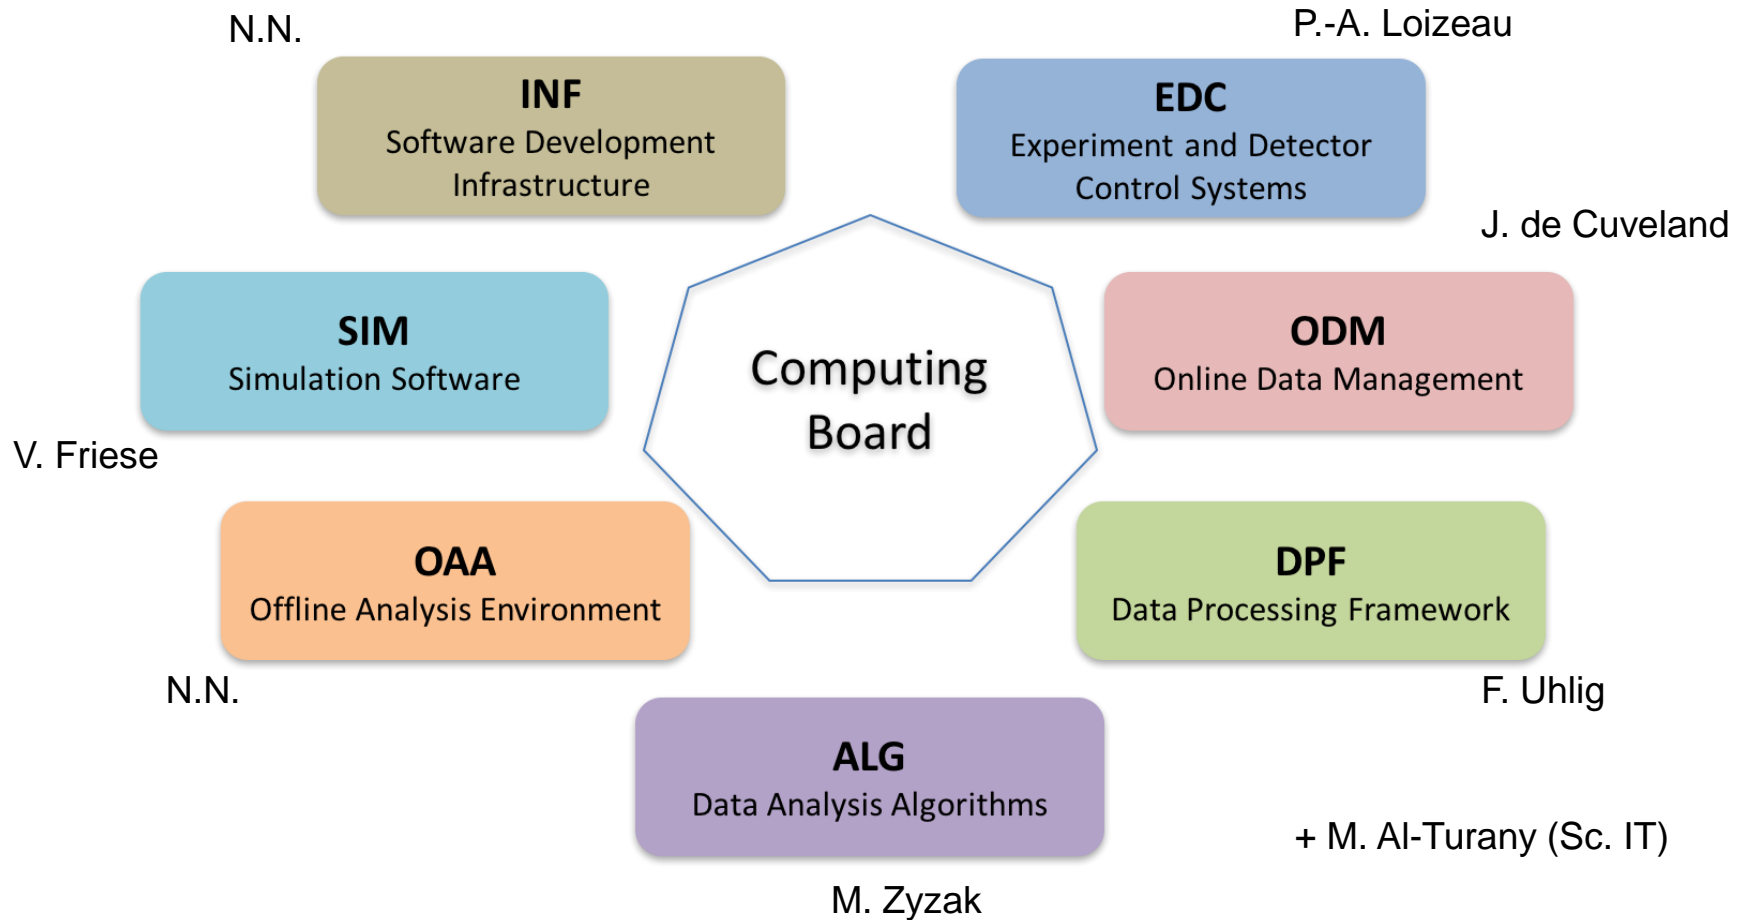 N.N.
P.-A. Loizeau
INF
Software Development
Infrastructure
EDC
Experiment and Detector
Control Systems
J. de Cuveland
SIM
Simulation Software
Computing
Board
ODM
Online Data Management
V. Friese
OAA
Offline Analysis Environment
DPF
Data Processing Framework
N.N.
F. Uhlig
ALG
Data Analysis Algorithms
+ M. Al-Turany (Sc. IT)
M. Zyzak